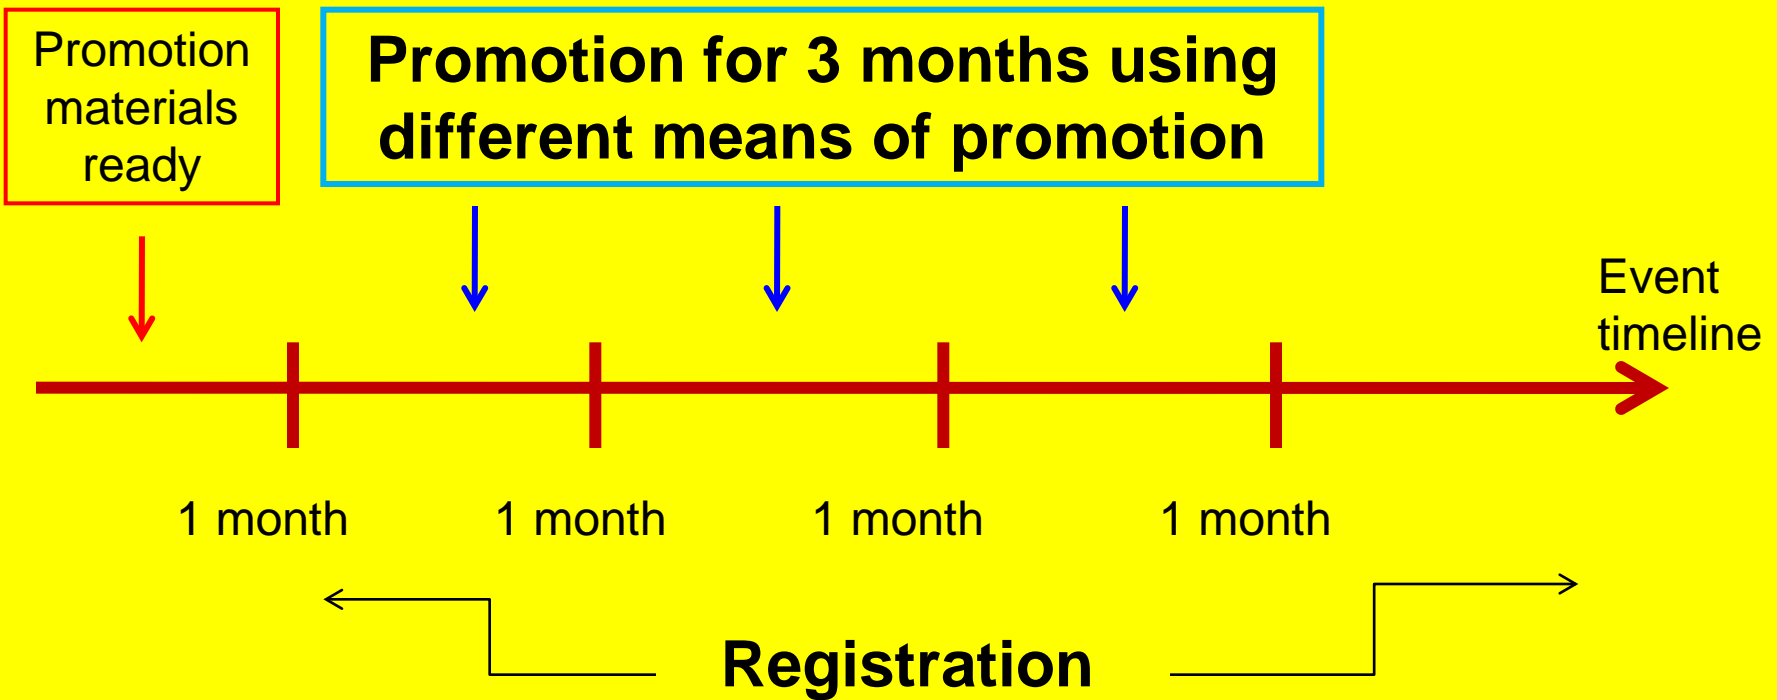 Promotion
materials
ready
Promotion for 3 months using
different means of promotion
Event
timeline
1 month
1 month
1 month
1 month
Registration